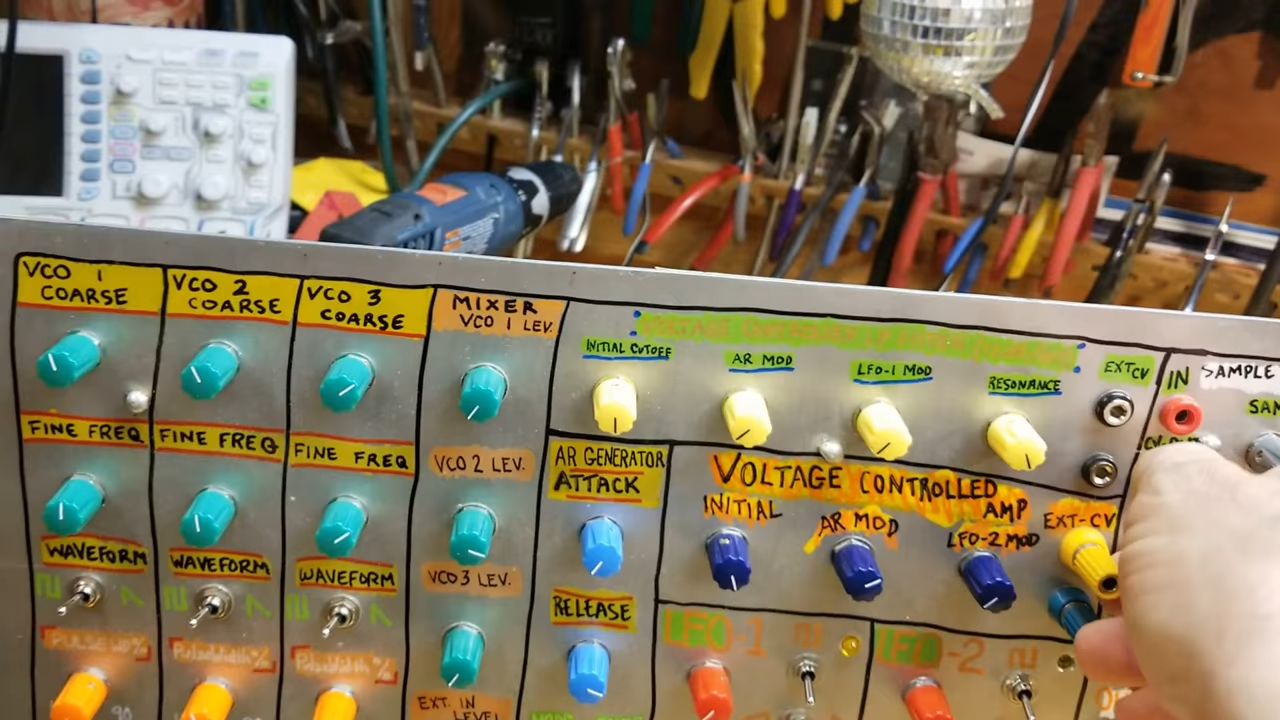 VCO 1
COARSE
VCO 2
COARSE
VCO 3
COARSE
MIXER
VCO 1 LEV.
INITIAL CUTOFF
AR MOD
LFO-1 MOD
RESONANCE
EXT CV
IN
SAMPLE
FINE FREQ
FINE FREQ
FINE FREQ
VCO 2 LEV.
AR GENERATOR
ATTACK
VOLTAGE CONTROLLED
AMP
INITIAL
AR MOD
LFO-2 MOD
EXT-CV
WAVEFORM
WAVEFORM
WAVEFORM
VCO 3 LEV.
RELEASE
PulseWidth%
PulseWidth%
LFO-1
LFO-2
EXT. IN
LEVEL
90